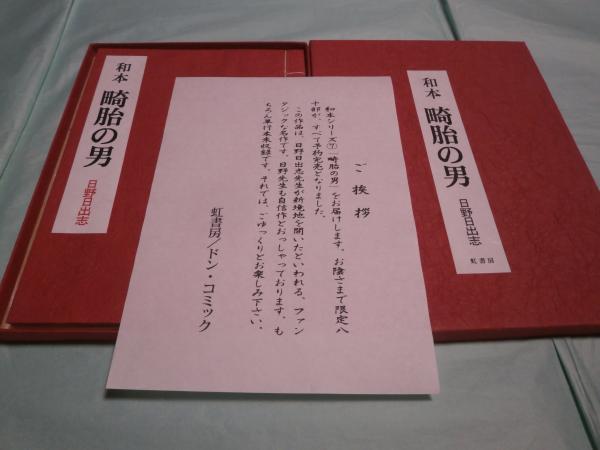 和本
畸胎の男
日野日出志
和本
畸胎の男
日野日出志
虹書房
ご挨拶
和本シリーズ⑦「畸胎の男」をお届けします。お陰さまで限定八
十部が、すべて予約完売となりました。
この作品は、日野日出志先生が新境地を開いたといわれる、ファン
タジックな名作です。日野先生も自信作とおっしゃっております。も
ちろん単行本未収録です。それでは、ごゆっくりとお楽しみ下さい。
虹書房/ドン・コミック